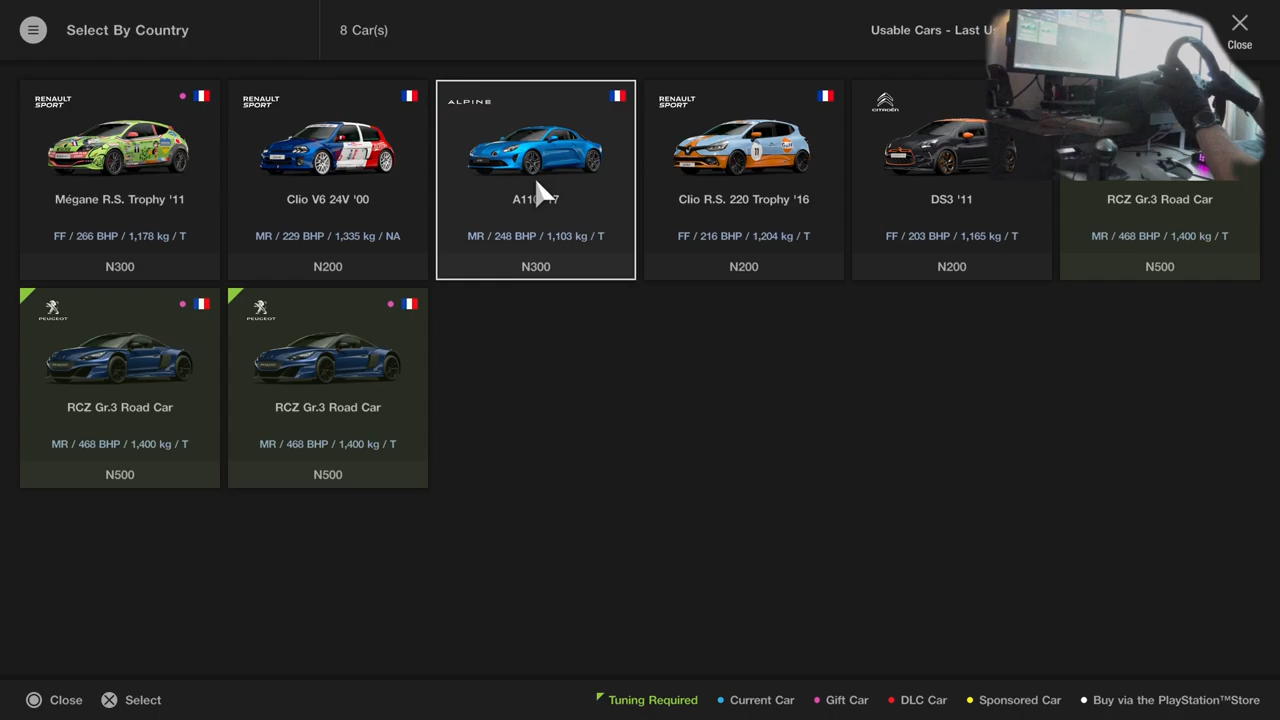 Select By Country
8 Car(s)
Usable Cars - Last
Close
RENAULT
SPORT
Mégane R.S. Trophy '11
FF / 266 BHP / 1,178 kg / T
N300
RENAULT
SPORT
Clio V6 24V '00
MR / 229 BHP / 1,335 kg / NA
N200
ALPINE
MR / 248 BHP / 1,103 kg / T
N300
RENAULT
SPORT
Clio R.S. 220 Trophy '16
FF / 216 BHP / 1,204 kg / T
N200
CITROËN
DS3 '11
FF / 203 BHP / 1,165 kg / T
N200
RCZ Gr.3 Road Car
MR / 468 BHP / 1,400 kg / T
N500
PEUGEOT
RCZ Gr.3 Road Car
MR / 468 BHP / 1,400 kg / T
N500
PEUGEOT
RCZ Gr.3 Road Car
MR / 468 BHP / 1,400 kg / T
N500
Close
Select
Tuning Required
Current Car
Gift Car
DLC Car
Sponsored Car
Buy via the PlayStation™Store